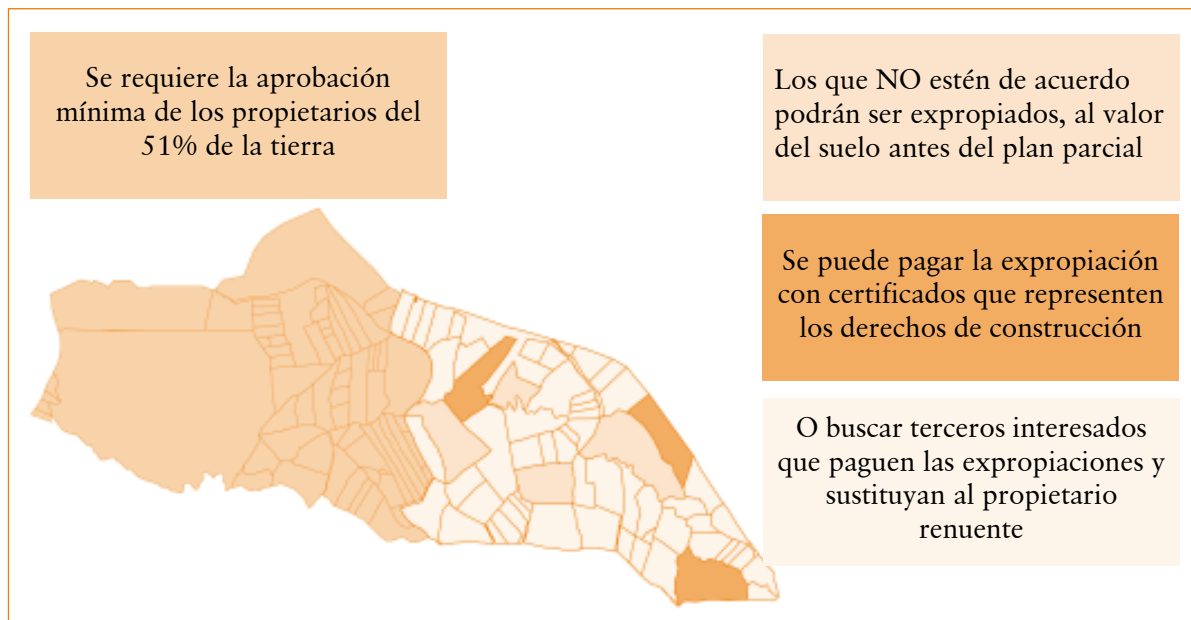 Se requiere la aprobación
mínima de los propietarios del
51% de la tierra
Los que NO estén de acuerdo
podrán ser expropiados, al valor
del suelo antes del plan parcial
Se puede pagar la expropiación
con certificados que representen
los derechos de construcción
O buscar terceros interesados
que paguen las expropiaciones y
sustituyan al propietario
renuente